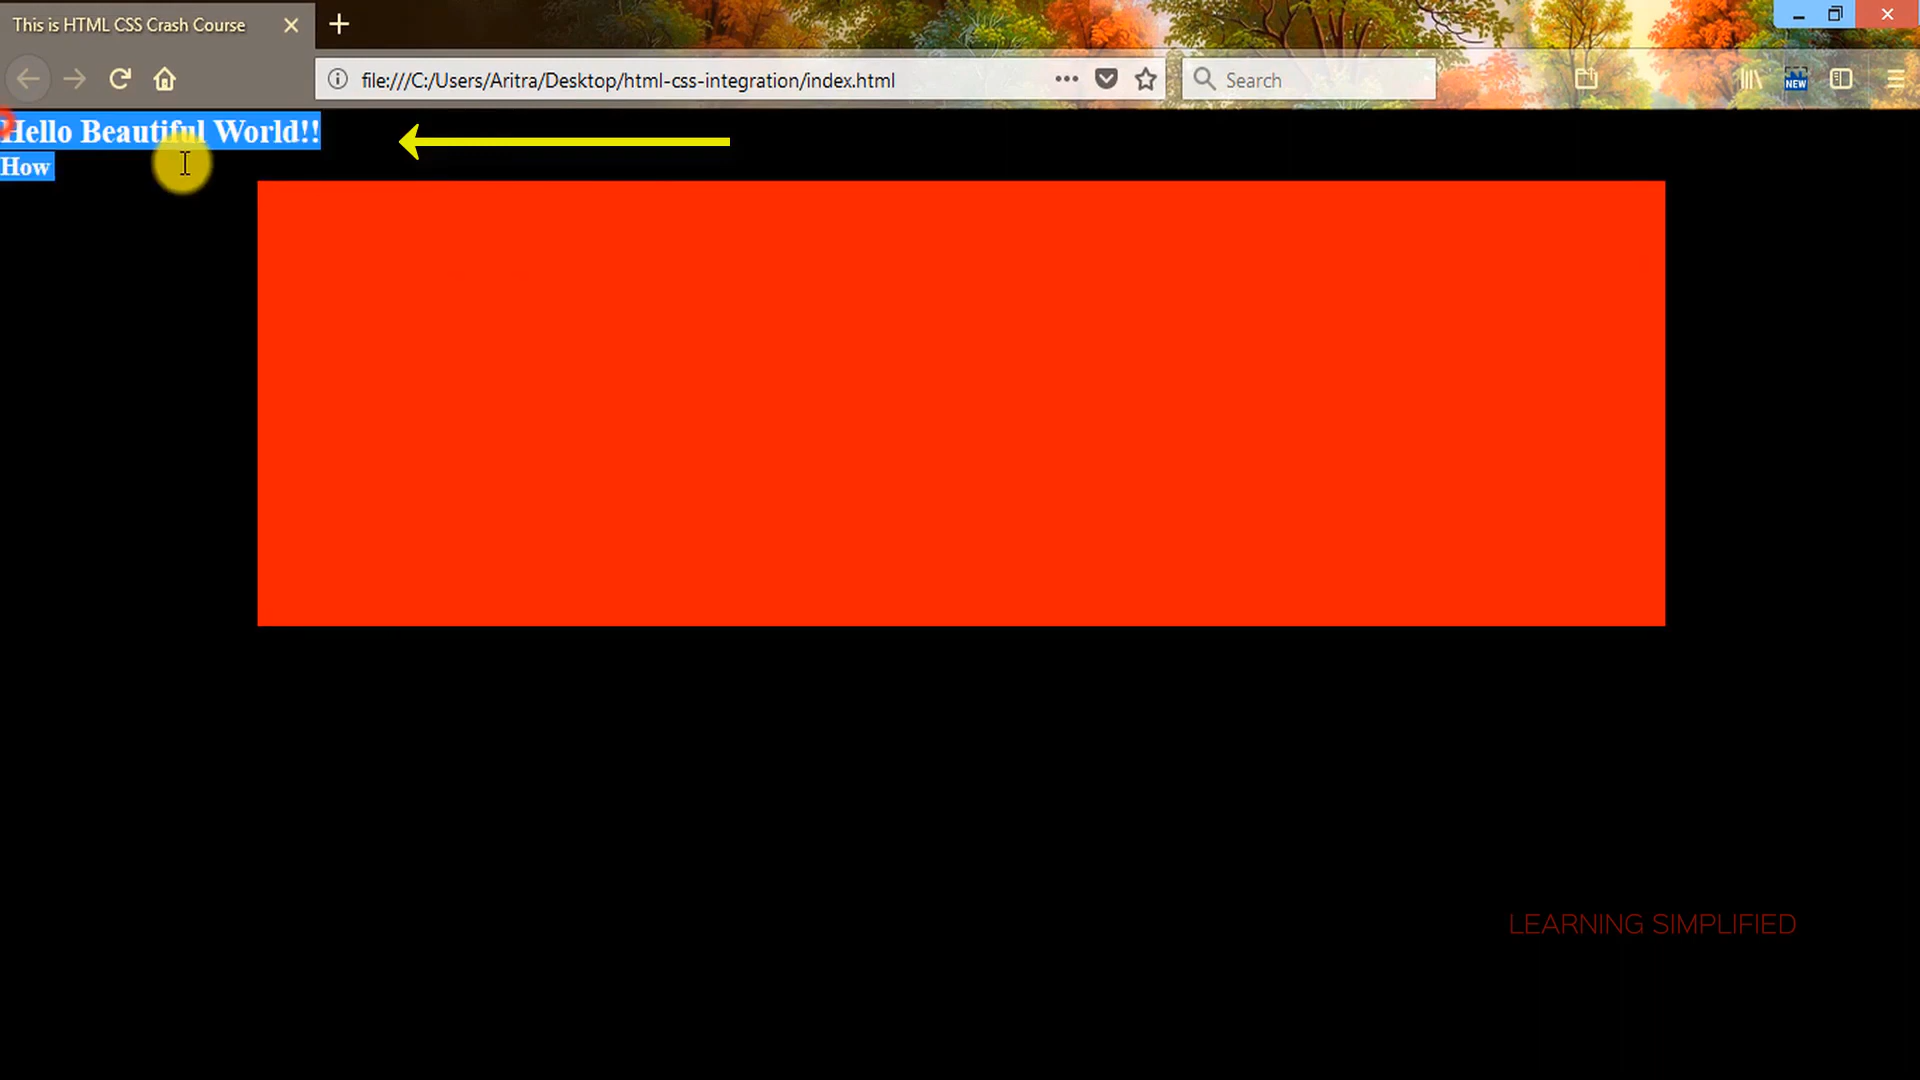 This is HTML CSS Crash Course
file:///C:/Users/Aritra/Desktop/html-css-integration/index.html
Search
NEW
Hello Beautiful World!!
How
LEARNING SIMPLIFIED